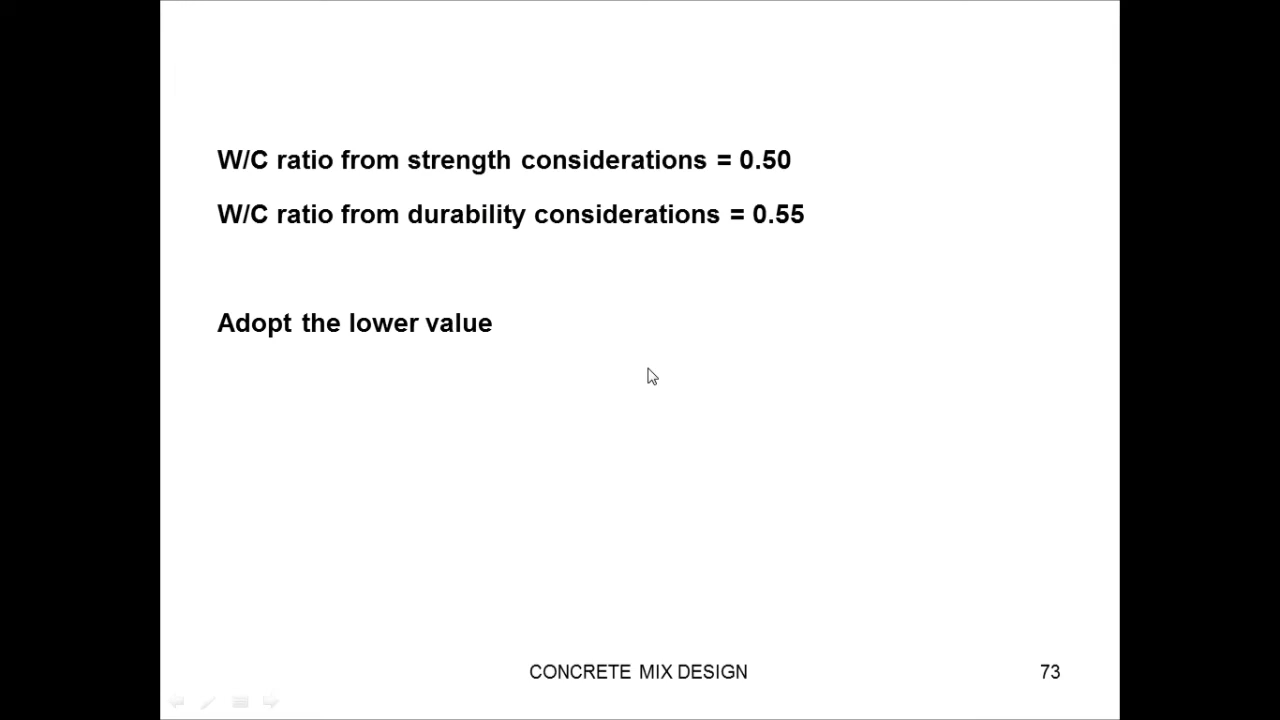 W/C ratio from strength considerations = 0.50
W/C ratio from durability considerations = 0.55
Adopt the lower value
CONCRETE MIX DESIGN
73